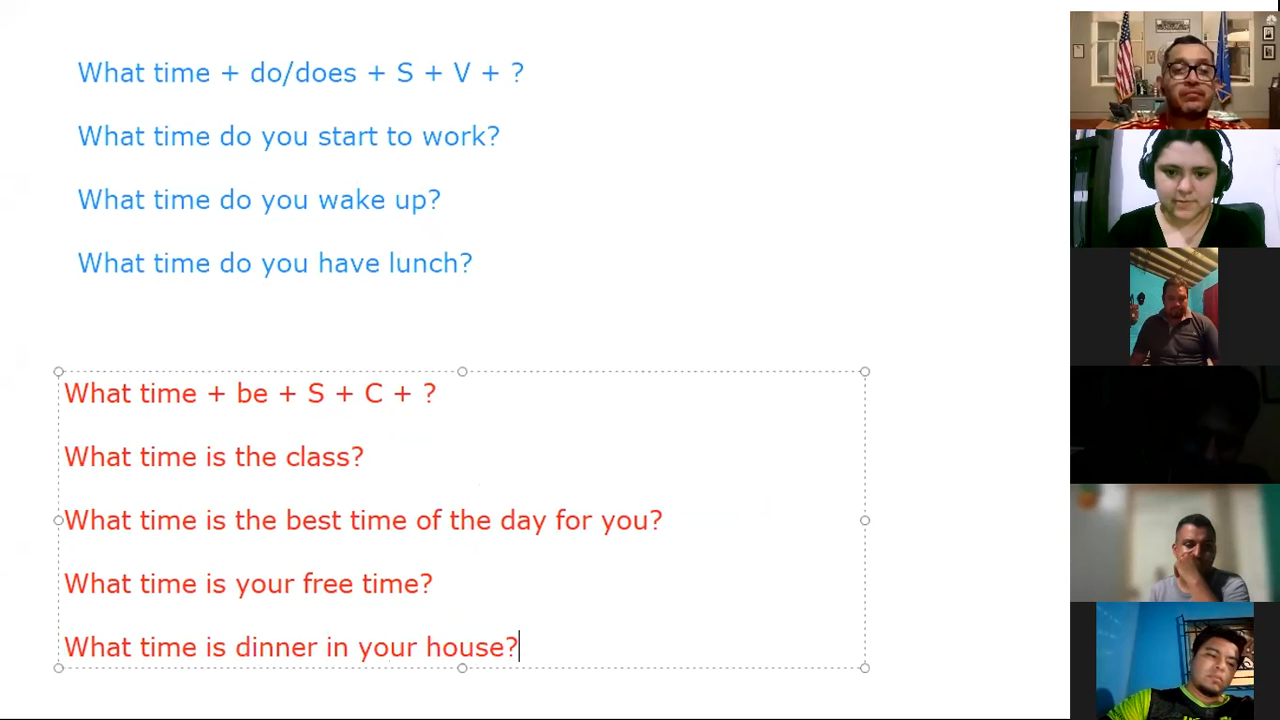 What time + do/does + S + V + ?
What time do you start to work?
What time do you wake up?
What time do you have lunch?
What time + be + S + C + ?
What time is the class?
What time is the best time of the day for you?
What time is your free time?
What time is dinner in your house?